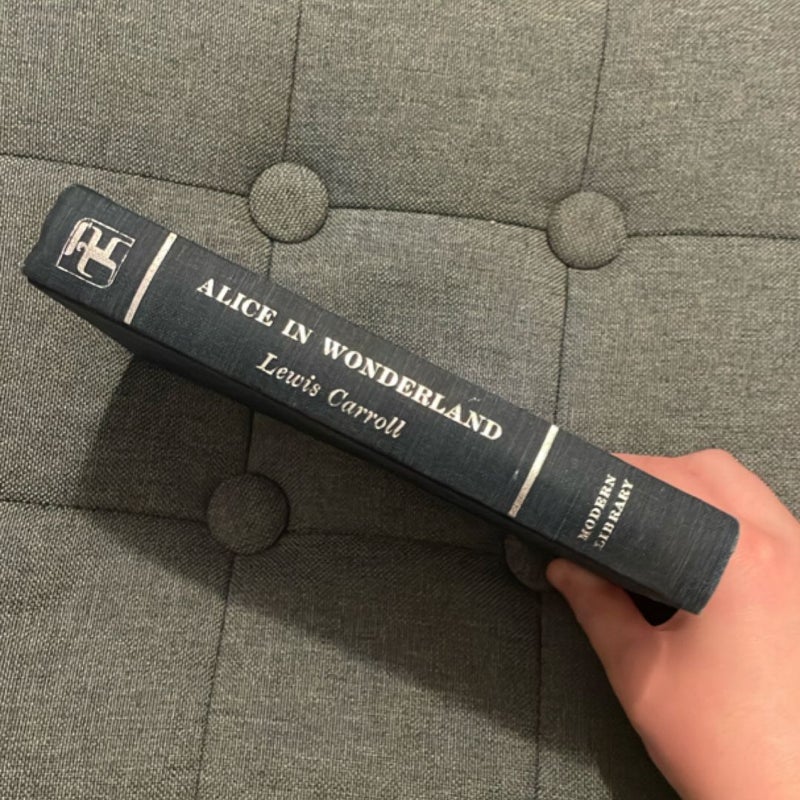 ALICE IN WONDERLAND
Lewis Carroll
MODERN
LIBRARY